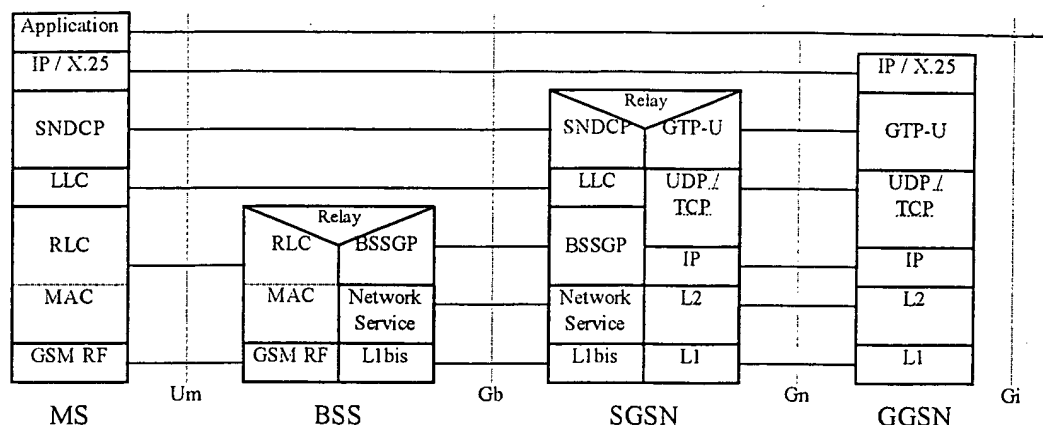 Application
IP / X.25
IP / X.25
Relay
SNDCP
SNDCP
GTP-U
GTP-U
LLC
LLC
UDP /
TCP
UDP /
TCP
Relay
RLC
RLC
BSSGP
BSSGP
IP
IP
MAC
MAC
Network
Service
Network
Service
L2
L2
GSM RF
GSM RF
L1bis
L1bis
L1
L1
Um
Gb
Gn
Gi
MS
BSS
SGSN
GGSN